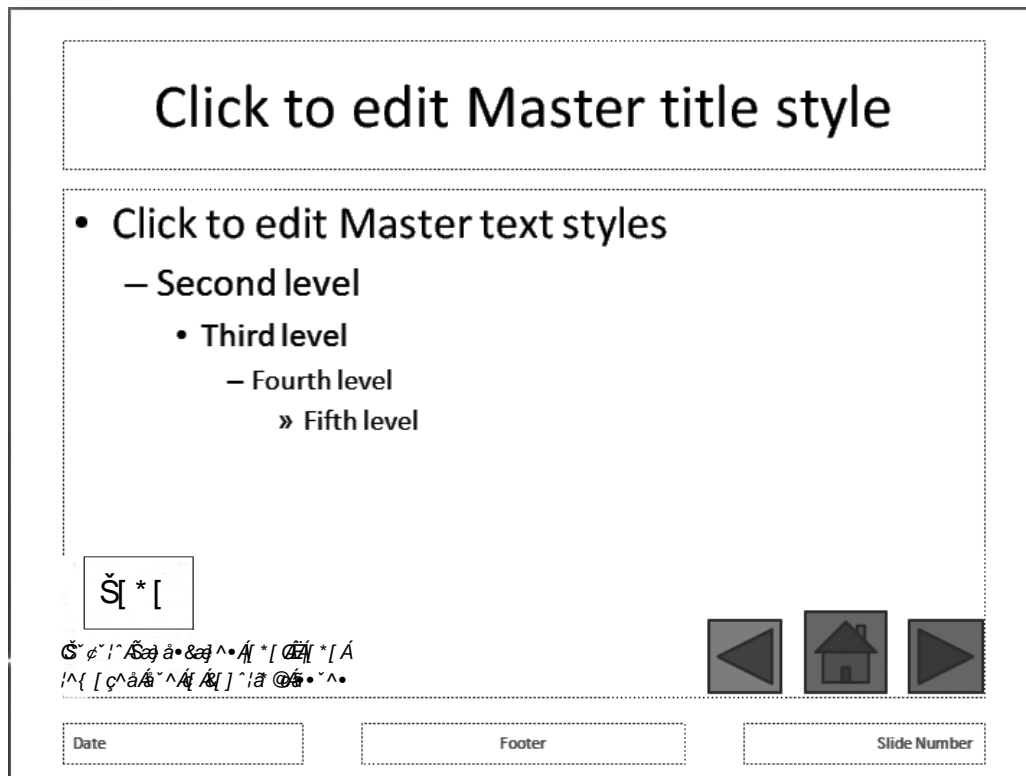 Click to edit Master title style
• Click to edit Master text styles
– Second level
• Third level
– Fourth level
» Fifth level
Š[ * [
Date
Footer
Slide Number